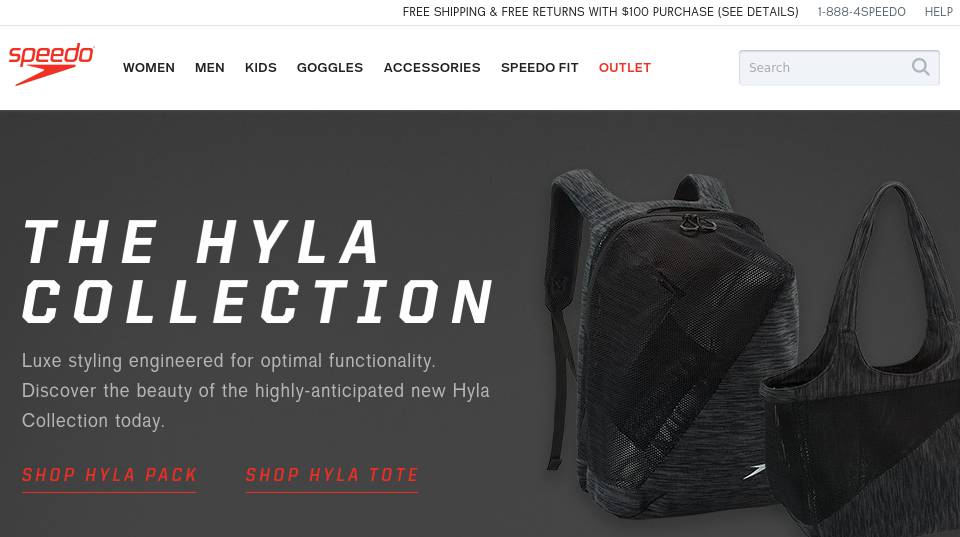 FREE SHIPPING & FREE RETURNS WITH $100 PURCHASE (SEE DETAILS) 1-888-4SPEEDO HELP
speedo
WOMEN MEN KIDS GOGGLES ACCESSORIES SPEEDO FIT OUTLET Search
THE HYLA
COLLECTION
Luxe styling engineered for optimal functionality.
Discover the beauty of the highly-anticipated new Hyla
Collection today.
SHOP HYLA PACK SHOP HYLA TOTE